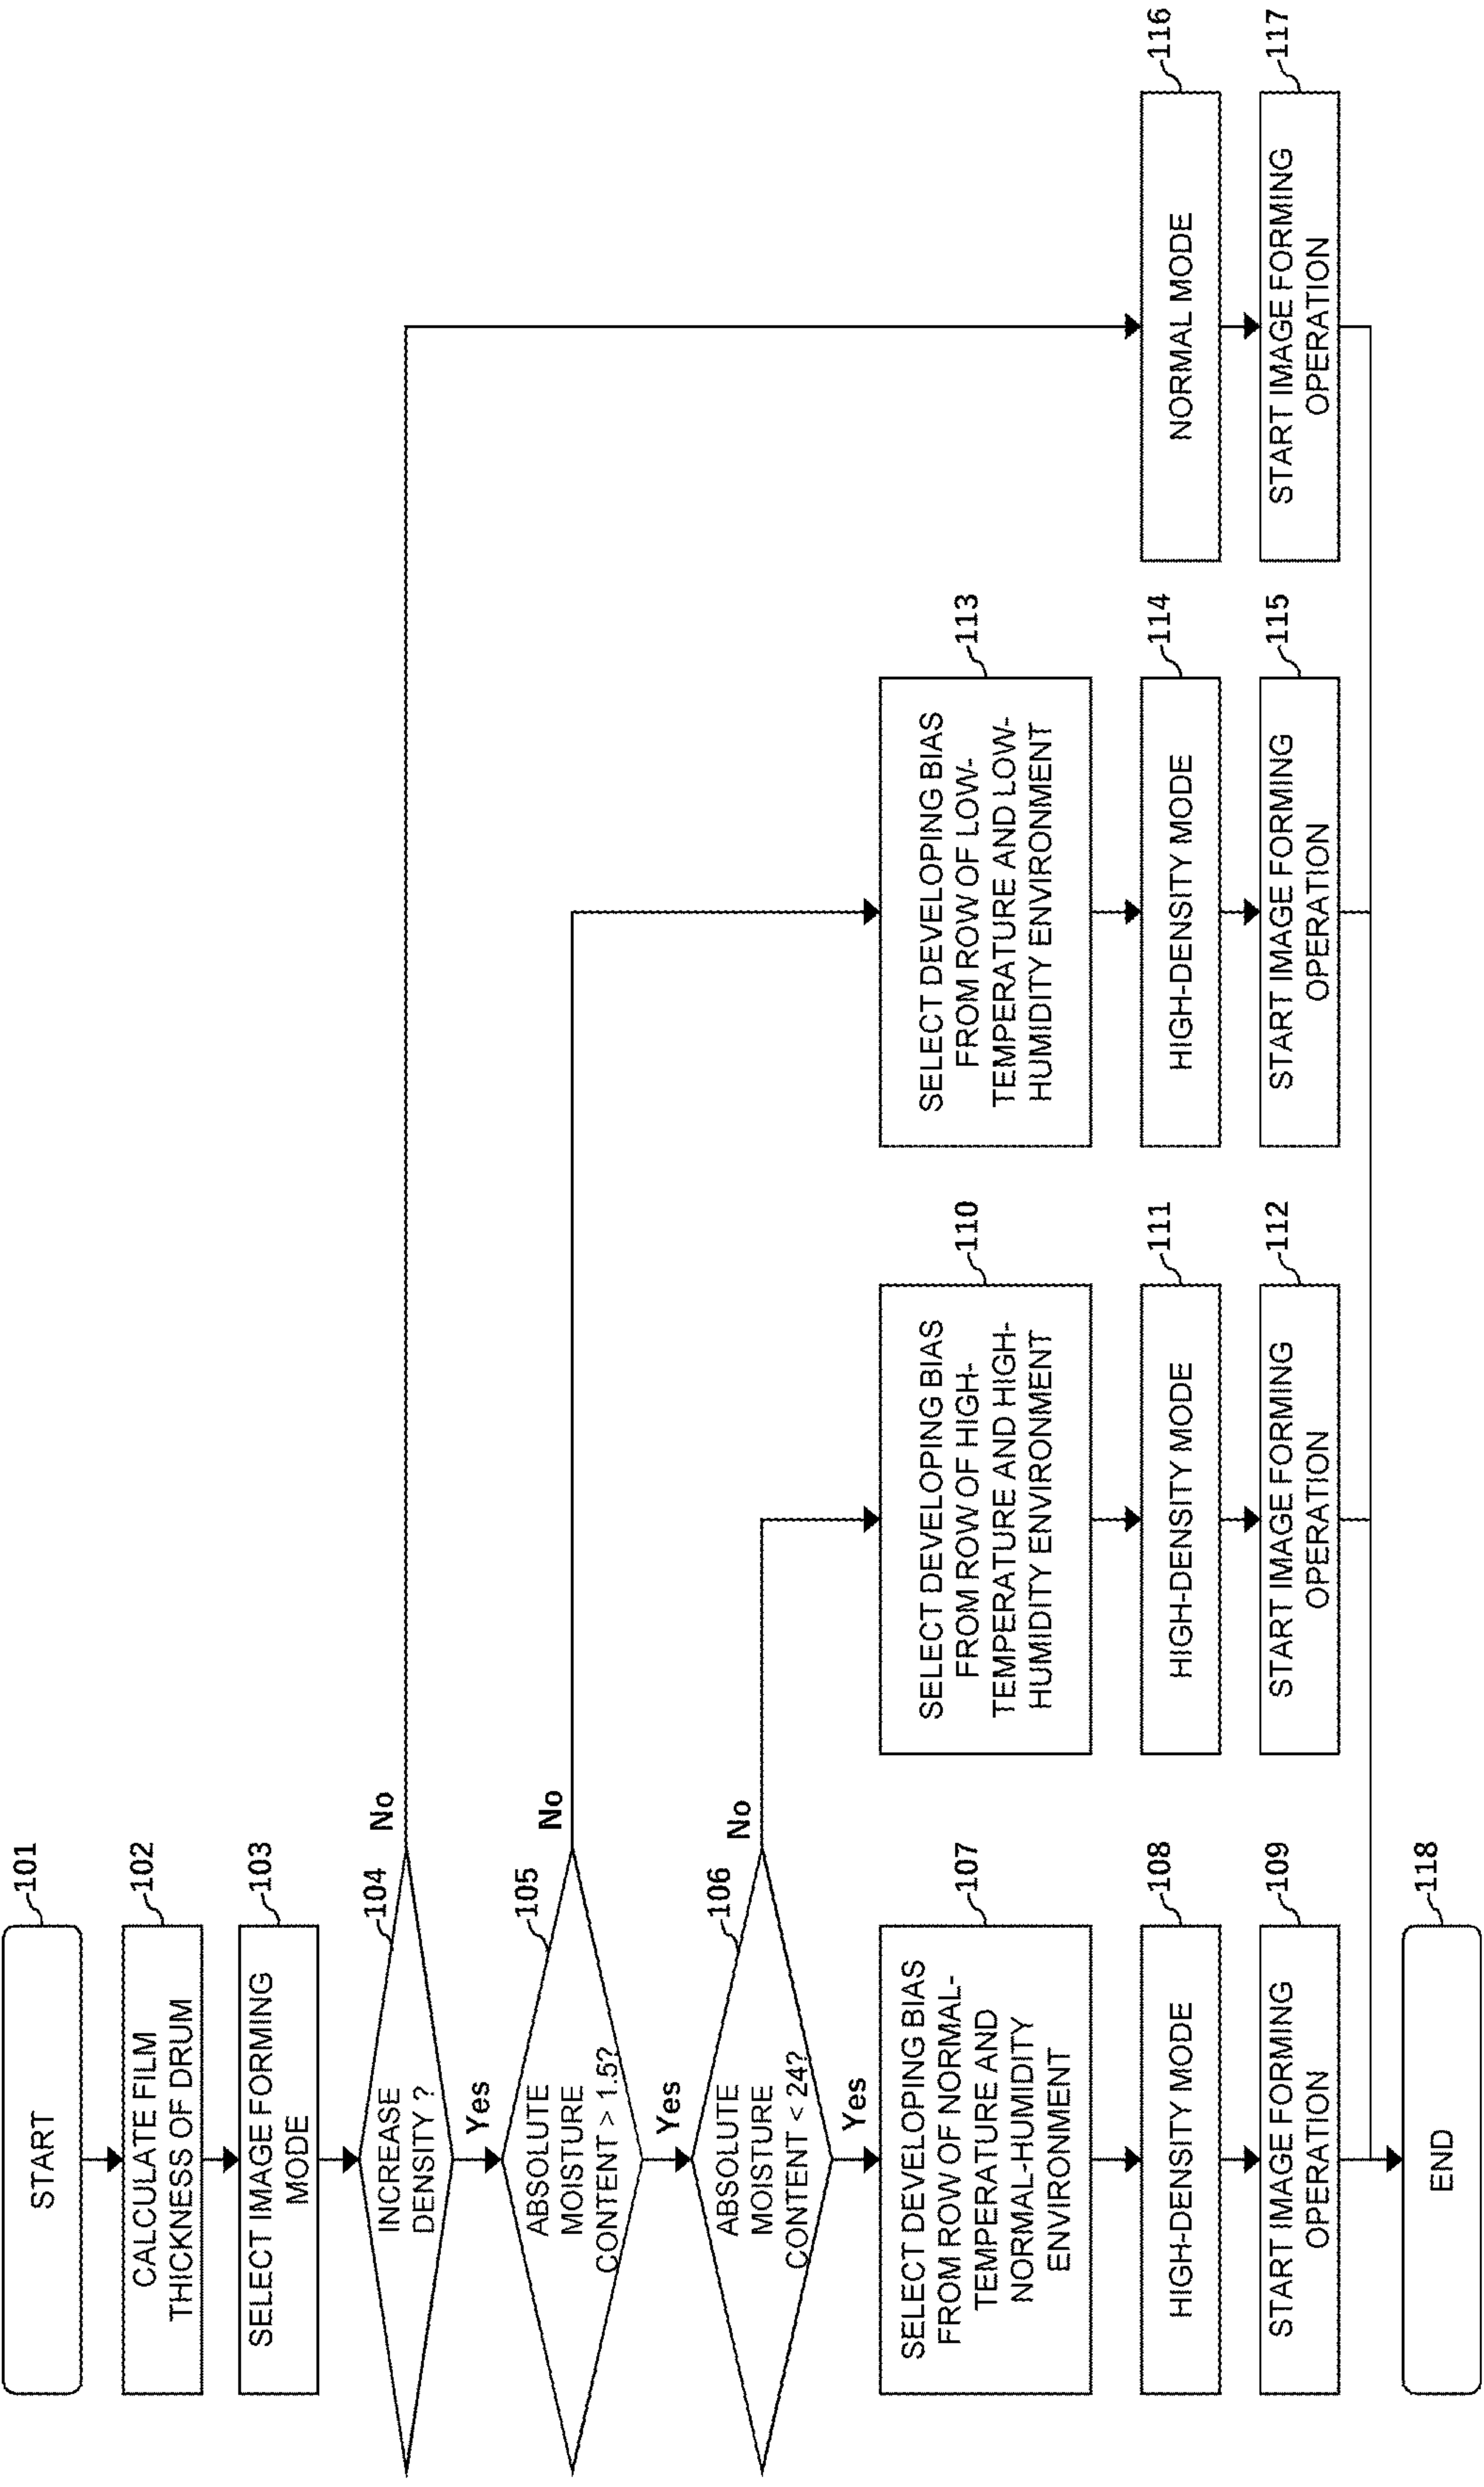 START
101
CALCULATE FILM
THICKNESS OF DRUM
102
SELECT IMAGE FORMING
MODE
103
INCREASE
DENSITY ?
104
No
Yes
ABSOLUTE
MOISTURE
CONTENT > 1.5?
105
No
Yes
ABSOLUTE
MOISTURE
CONTENT < 24?
106
No
Yes
SELECT DEVELOPING BIAS
FROM ROW OF NORMAL-
TEMPERATURE AND
NORMAL-HUMIDITY
ENVIRONMENT
107
SELECT DEVELOPING BIAS
FROM ROW OF HIGH-
TEMPERATURE AND HIGH-
HUMIDITY ENVIRONMENT
110
SELECT DEVELOPING BIAS
FROM ROW OF LOW-
TEMPERATURE AND LOW-
HUMIDITY ENVIRONMENT
113
HIGH-DENSITY MODE
108
HIGH-DENSITY MODE
111
HIGH-DENSITY MODE
114
NORMAL MODE
116
START IMAGE FORMING
OPERATION
109
START IMAGE FORMING
OPERATION
112
START IMAGE FORMING
OPERATION
115
START IMAGE FORMING
OPERATION
117
END
118